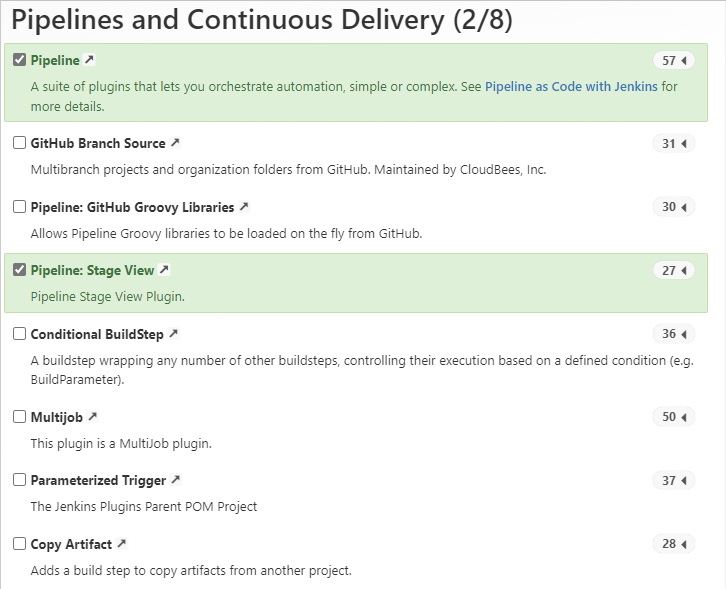 Pipelines and Continuous Delivery (2/8)
Pipeline 57
A suite of plugins that lets you orchestrate automation, simple or complex. See Pipeline as Code with Jenkins for
more details.
GitHub Branch Source 31
Multibranch projects and organization folders from GitHub. Maintained by CloudBees, Inc.
Pipeline: GitHub Groovy Libraries 30
Allows Pipeline Groovy libraries to be loaded on the fly from GitHub.
Pipeline: Stage View 27
Pipeline Stage View Plugin.
Conditional BuildStep 36
A buildstep wrapping any number of other buildsteps, controlling their execution based on a defined condition (e.g.
BuildParameter).
Multijob 50
This plugin is a MultiJob plugin.
Parameterized Trigger 37
The Jenkins Plugins Parent POM Project
Copy Artifact 28
Adds a build step to copy artifacts from another project.